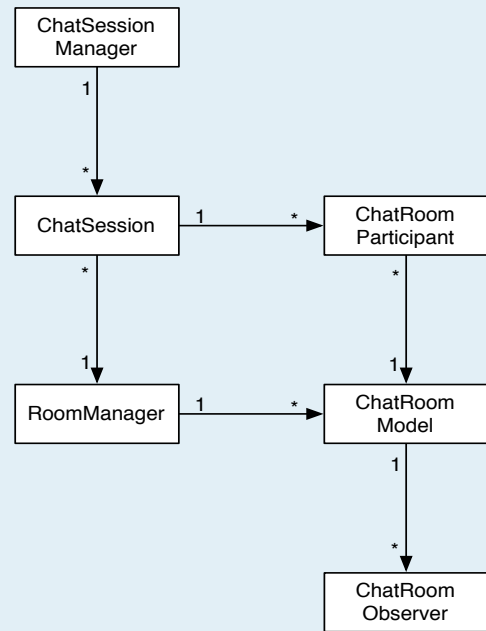 ChatSession
Manager
1
*
ChatSession
1
*
ChatRoom
Participant
*
*
1
1
RoomManager
1
*
ChatRoom
Model
1
*
ChatRoom
Observer